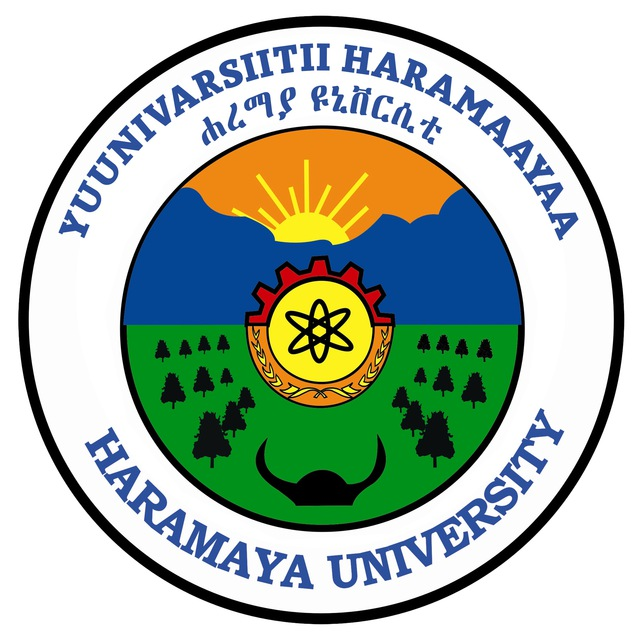 YUUNIVARSIITII HARAMAAYAA
ሐረማያ ዩኒቨርሲቲ
HARAMAYA UNIVERSITY